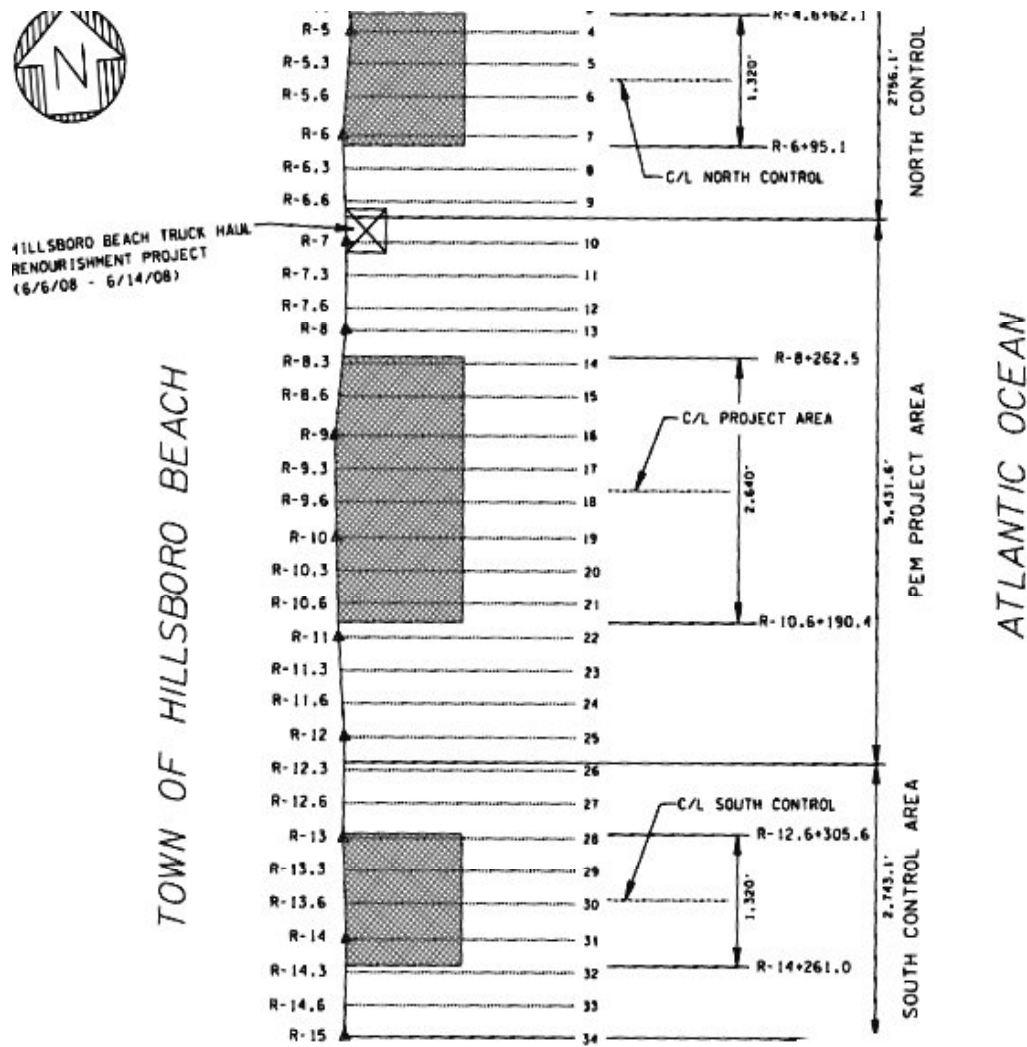 N
R-5 4
R-4.6+62.1
R-5.3 5
R-5.6 6
1,320'
2756.1'
NORTH CONTROL
R-6 7
R-6+95.1
R-6.3 8
C/L NORTH CONTROL
R-6.6 9
HILLSBORO BEACH TRUCK HAUL
RENOURISHMENT PROJECT
(6/6/08 - 6/14/08)
R-7 10
R-7.3 11
R-7.6 12
R-8 13
R-8.3 14
R-8+262.5
R-8.6 15
C/L PROJECT AREA
R-9 16
R-9.3 17
R-9.6 18
2,640'
5,431.6'
PEM PROJECT AREA
R-10 19
R-10.3 20
R-10.6 21
R-10.6+190.4
R-11 22
R-11.3 23
R-11.6 24
R-12 25
R-12.3 26
R-12.6 27
C/L SOUTH CONTROL
R-13 28
R-12.6+305.6
R-13.3 29
R-13.6 30
1,320'
2,743.1'
SOUTH CONTROL AREA
R-14 31
R-14.3 32
R-14+261.0
R-14.6 33
R-15 34
TOWN OF HILLSBORO BEACH
ATLANTIC OCEAN